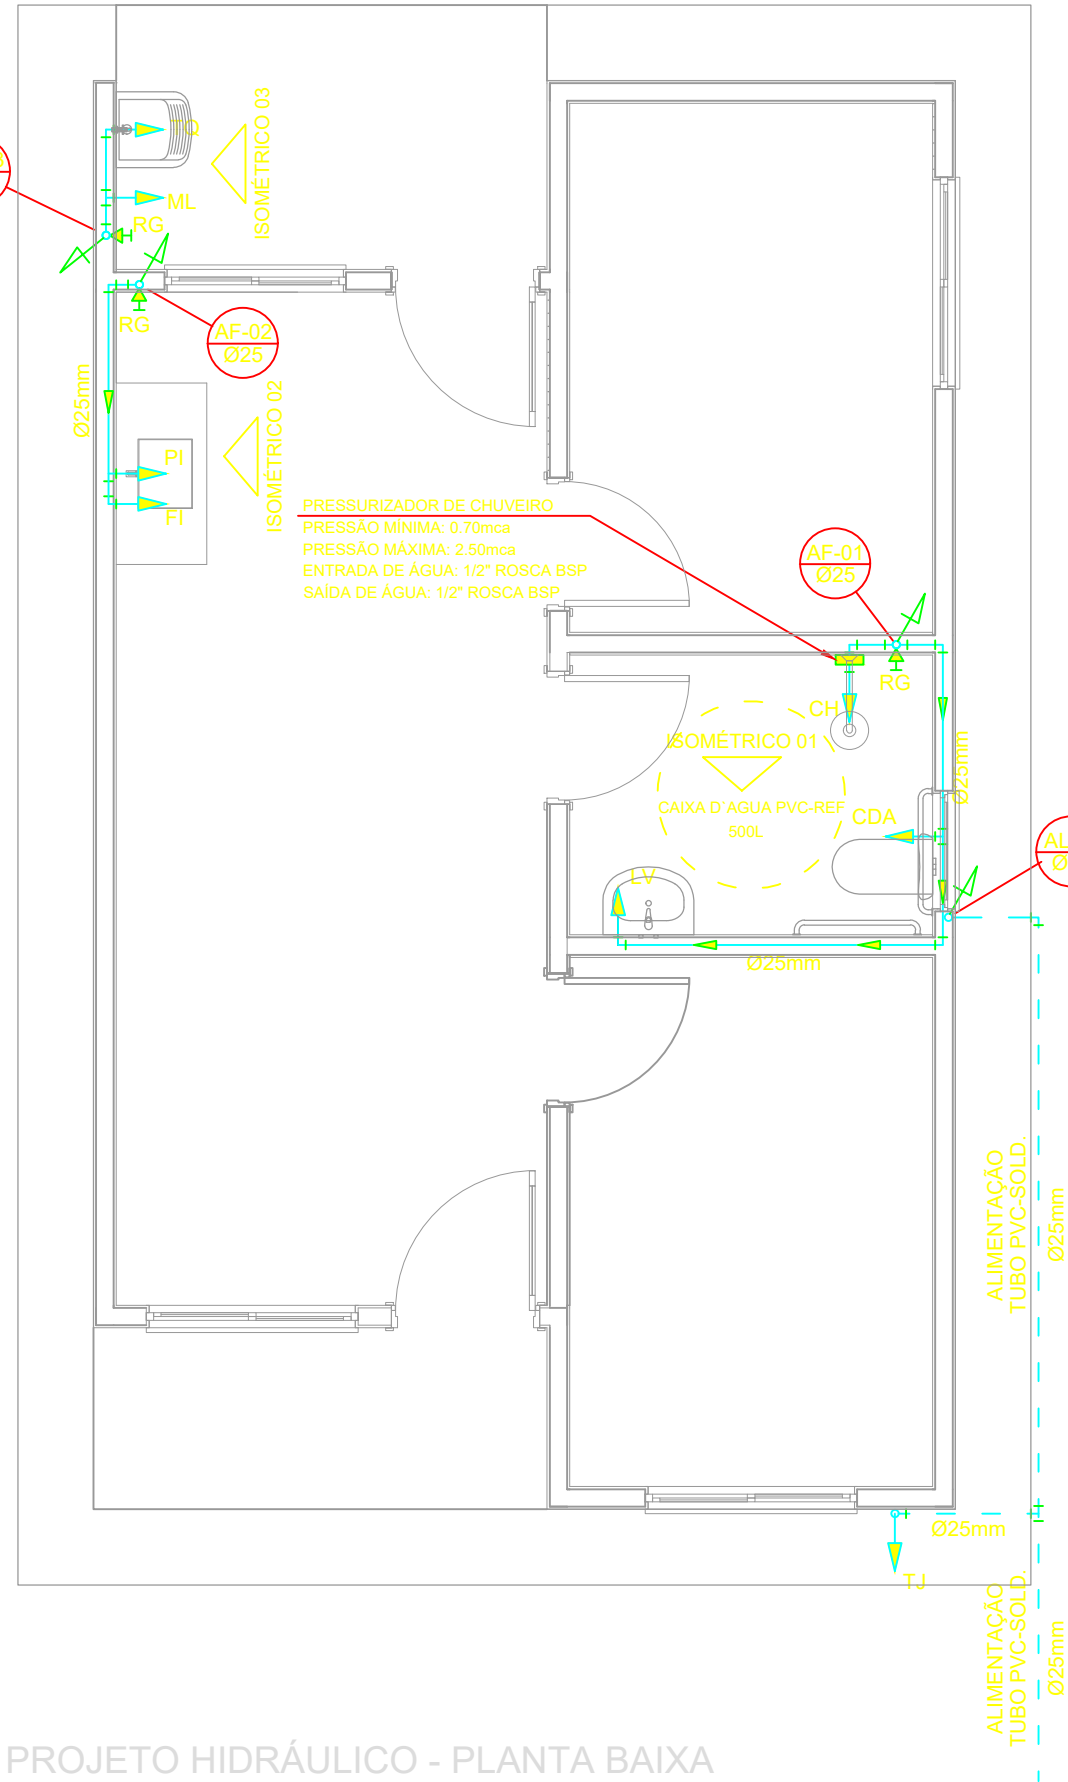 TQ
ISOMÉTRICO 03
ML
RG
RG
AF-02
Ø25
Ø25mm
ISOMÉTRICO 02
PI
FI
PRESSURIZADOR DE CHUVEIRO
PRESSÃO MÍNIMA: 0.70mca
PRESSÃO MÁXIMA: 2.50mca
ENTRADA DE ÁGUA: 1/2" ROSCA BSP
SAÍDA DE ÁGUA: 1/2" ROSCA BSP
AF-01
Ø25
RG
CH
ISOMÉTRICO 01
Ø25mm
CAIXA D`AGUA PVC-REF
500L
CDA
AL
Ø
LV
Ø25mm
ALIMENTAÇÃO
TUBO PVC-SOLD.
Ø25mm
Ø25mm
TJ
ALIMENTAÇÃO
TUBO PVC-SOLD.
Ø25mm
PROJETO HIDRÁULICO - PLANTA BAIXA